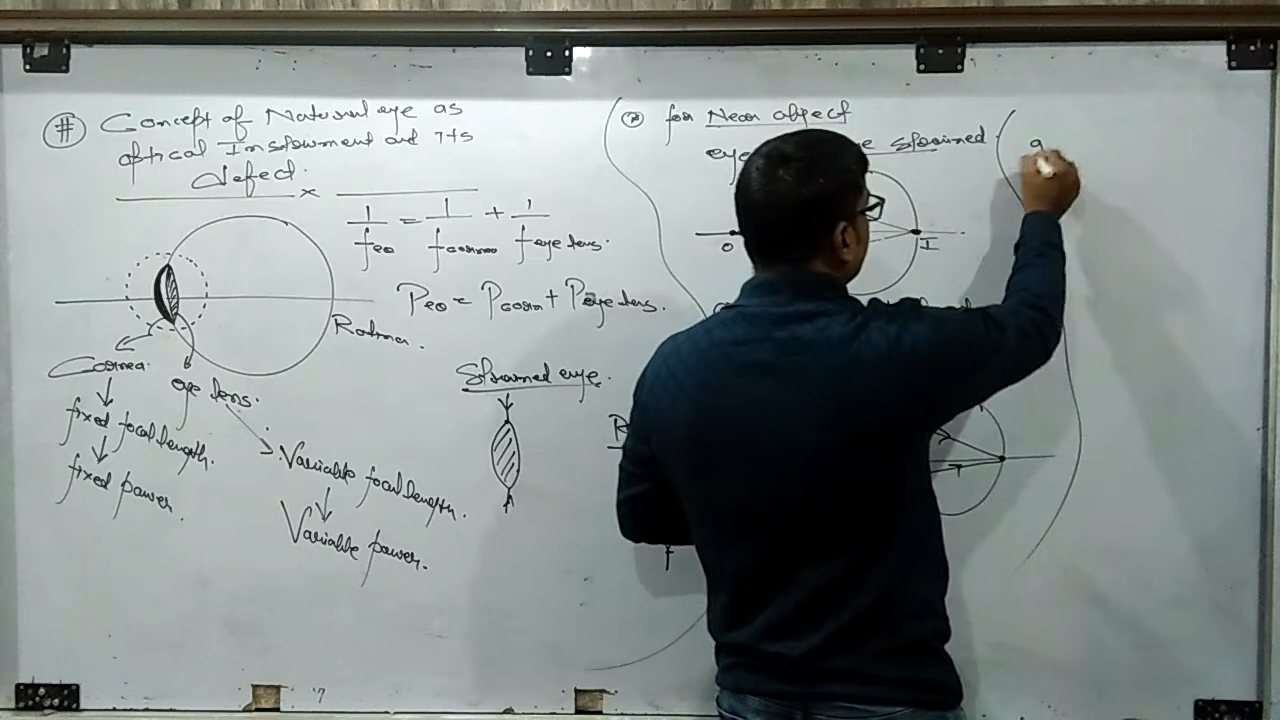 # Concept of Natural eye as
optical Instrument and its
defect.
1/feo = 1/fcornea + 1/feye lens.
Peo = Pcorn + Peye lens.
Retina.
Cornea.
fixed focal length.
fixed power.
eye lens.
Variable focal length.
Variable power.
Strained eye.
for Near object
eye
Strained
O
I
f